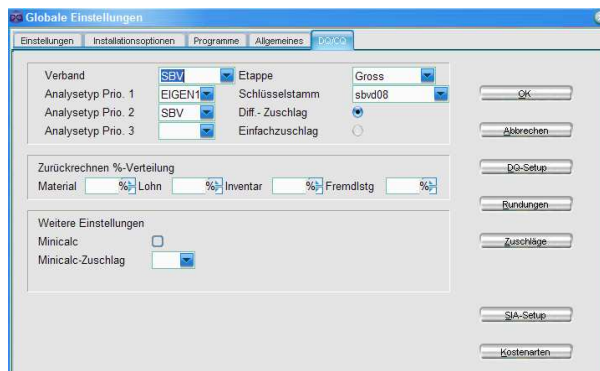 Globale Einstellungen
Einstellungen Installationsoptionen Programme Allgemeines DQ/CQ
Verband SBV Etappe Gross
Analysetyp Prio. 1 EIGEN1 Schlüsselstamm sbvd08
Analysetyp Prio. 2 SBV Diff.- Zuschlag
Analysetyp Prio. 3 Einfachzuschlag
Zurückrechnen %-Verteilung
Material % Lohn % Inventar % Fremdlstg %
Weitere Einstellungen
Minicalc
Minicalc-Zuschlag
OK
Abbrechen
DQ-Setup
Rundungen
Zuschläge
SIA-Setup
Kostenarten